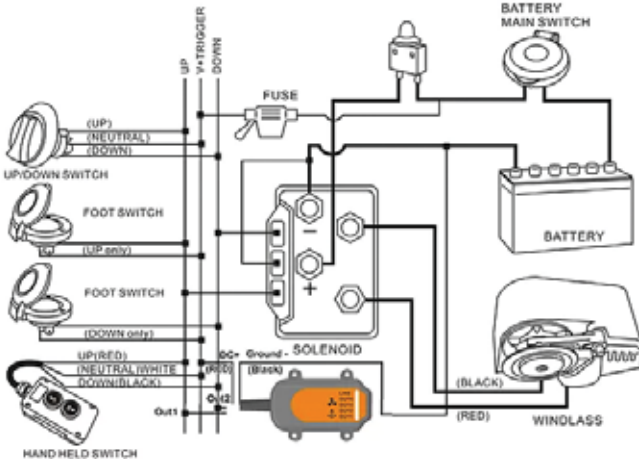 BATTERY
MAIN SWITCH
UP
V+TRIGGER
DOWN
FUSE
(UP)
(NEUTRAL)
(DOWN)
UP/DOWN SWITCH
FOOT SWITCH
(UP only)
FOOT SWITCH
(DOWN only)
BATTERY
−
+
SOLENOID
UP(RED)
(NEUTRAL)WHITE
DOWN(BLACK)
DC+
(RED)
Ground -
(Black)
Out1
Out2
(BLACK)
(RED)
WINDLASS
HAND HELD SWITCH